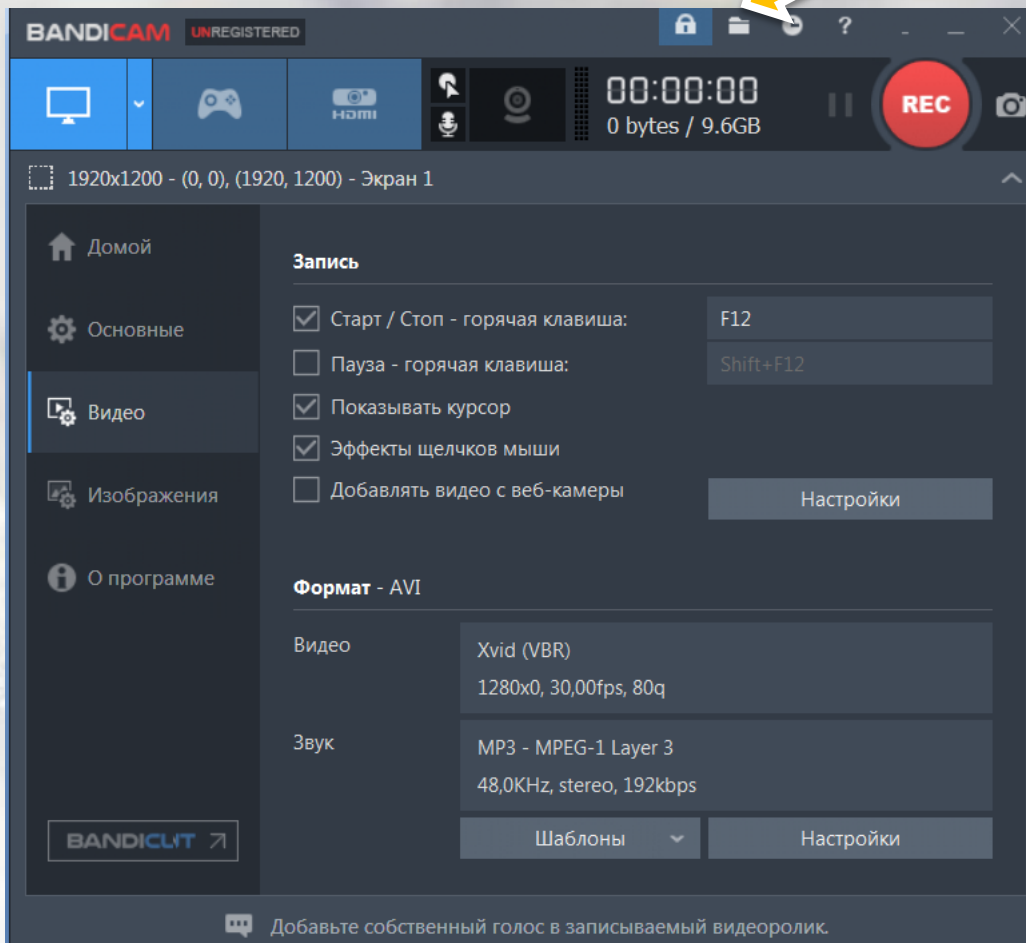 BANDICAM UNREGISTERED
?
HDMI
00:00:00
0 bytes / 9.6GB
REC
1920x1200 - (0, 0), (1920, 1200) - Экран 1
Домой
Основные
Видео
Изображения
О программе
BANDICUT
Запись
Старт / Стоп - горячая клавиша: F12
Пауза - горячая клавиша: Shift+F12
Показывать курсор
Эффекты щелчков мыши
Добавлять видео с веб-камеры Настройки
Формат - AVI
Видео Xvid (VBR)
1280x0, 30,00fps, 80q
Звук MP3 - MPEG-1 Layer 3
48,0KHz, stereo, 192kbps
Шаблоны Настройки
Добавьте собственный голос в записываемый видеоролик.